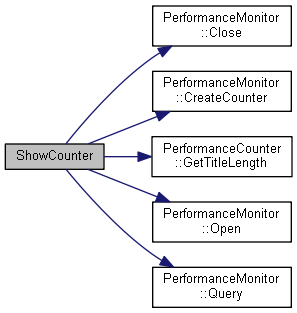 PerformanceMonitor
::Close
PerformanceMonitor
::CreateCounter
ShowCounter
PerformanceCounter
::GetTitleLength
PerformanceMonitor
::Open
PerformanceMonitor
::Query